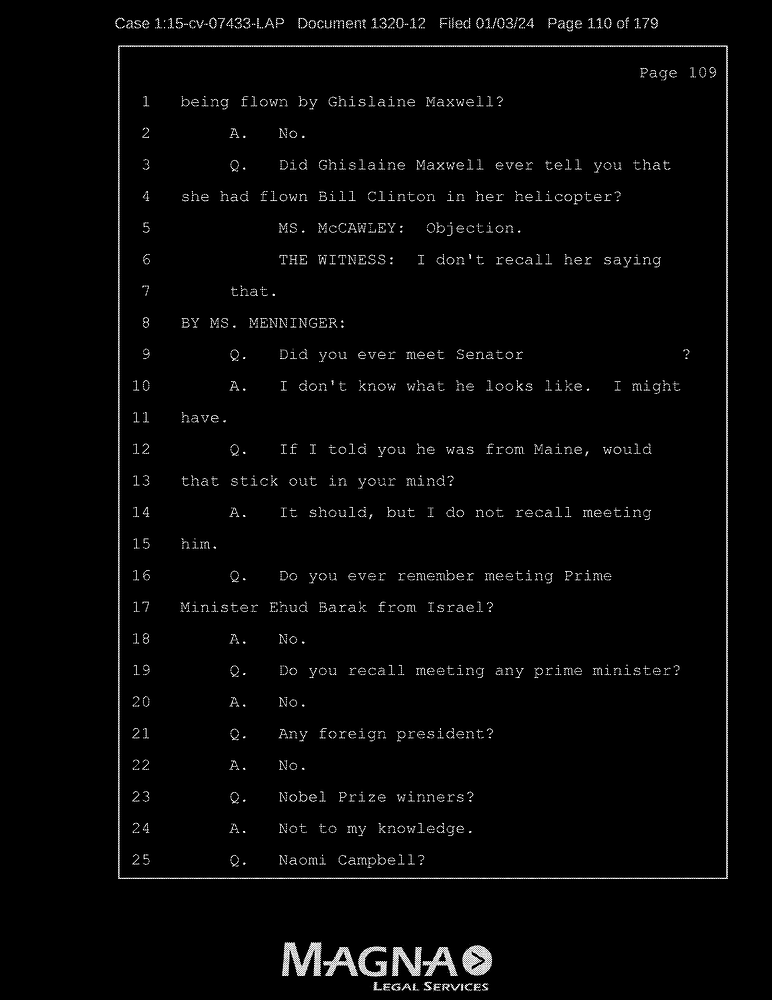 Case 1:15-cv-07433-LAP Document 1320-12 Filed 01/03/24 Page 110 of 179
Page 109
1 being flown by Ghislaine Maxwell?
2 A. No.
3 Q. Did Ghislaine Maxwell ever tell you that
4 she had flown Bill Clinton in her helicopter?
5 MS. McCAWLEY: Objection.
6 THE WITNESS: I don't recall her saying
7 that.
8 BY MS. MENNINGER:
9 Q. Did you ever meet Senator ?
10 A. I don't know what he looks like. I might
11 have.
12 Q. If I told you he was from Maine, would
13 that stick out in your mind?
14 A. It should, but I do not recall meeting
15 him.
16 Q. Do you ever remember meeting Prime
17 Minister Ehud Barak from Israel?
18 A. No.
19 Q. Do you recall meeting any prime minister?
20 A. No.
21 Q. Any foreign president?
22 A. No.
23 Q. Nobel Prize winners?
24 A. Not to my knowledge.
25 Q. Naomi Campbell?
MAGNA
LEGAL SERVICES